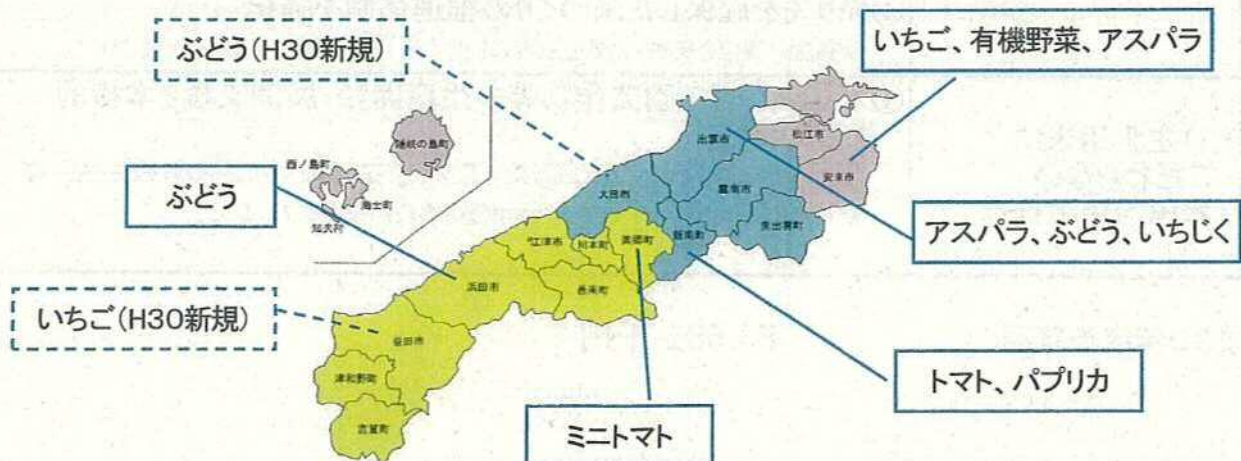 ぶどう(H30新規)
いちご、有機野菜、アスパラ
隠岐の島町
西ノ島町
海士町
知夫村
松江市
出雲市
安来市
雲南市
大田市
奥出雲町
飯南町
ぶどう
アスパラ、ぶどう、いちじく
江津市
川本町
美郷町
浜田市
邑南町
いちご(H30新規)
益田市
津和野町
吉賀町
トマト、パプリカ
ミニトマト